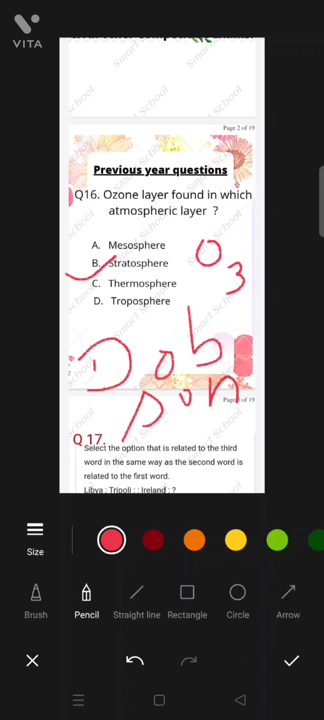 VITA
Page 2 of 19
Previous year questions
Q16. Ozone layer found in which
atmospheric layer ?
A. Mesosphere
B. Stratosphere
C. Thermosphere
D. Troposphere
O3
Dob
son
of 19
Q 17.
Select the option that is related to the third
word in the same way as the second word is
related to the first word.
Libya : Tripoli : : Ireland : ?
Size
Brush
Pencil
Straight line
Rectangle
Circle
Arrow